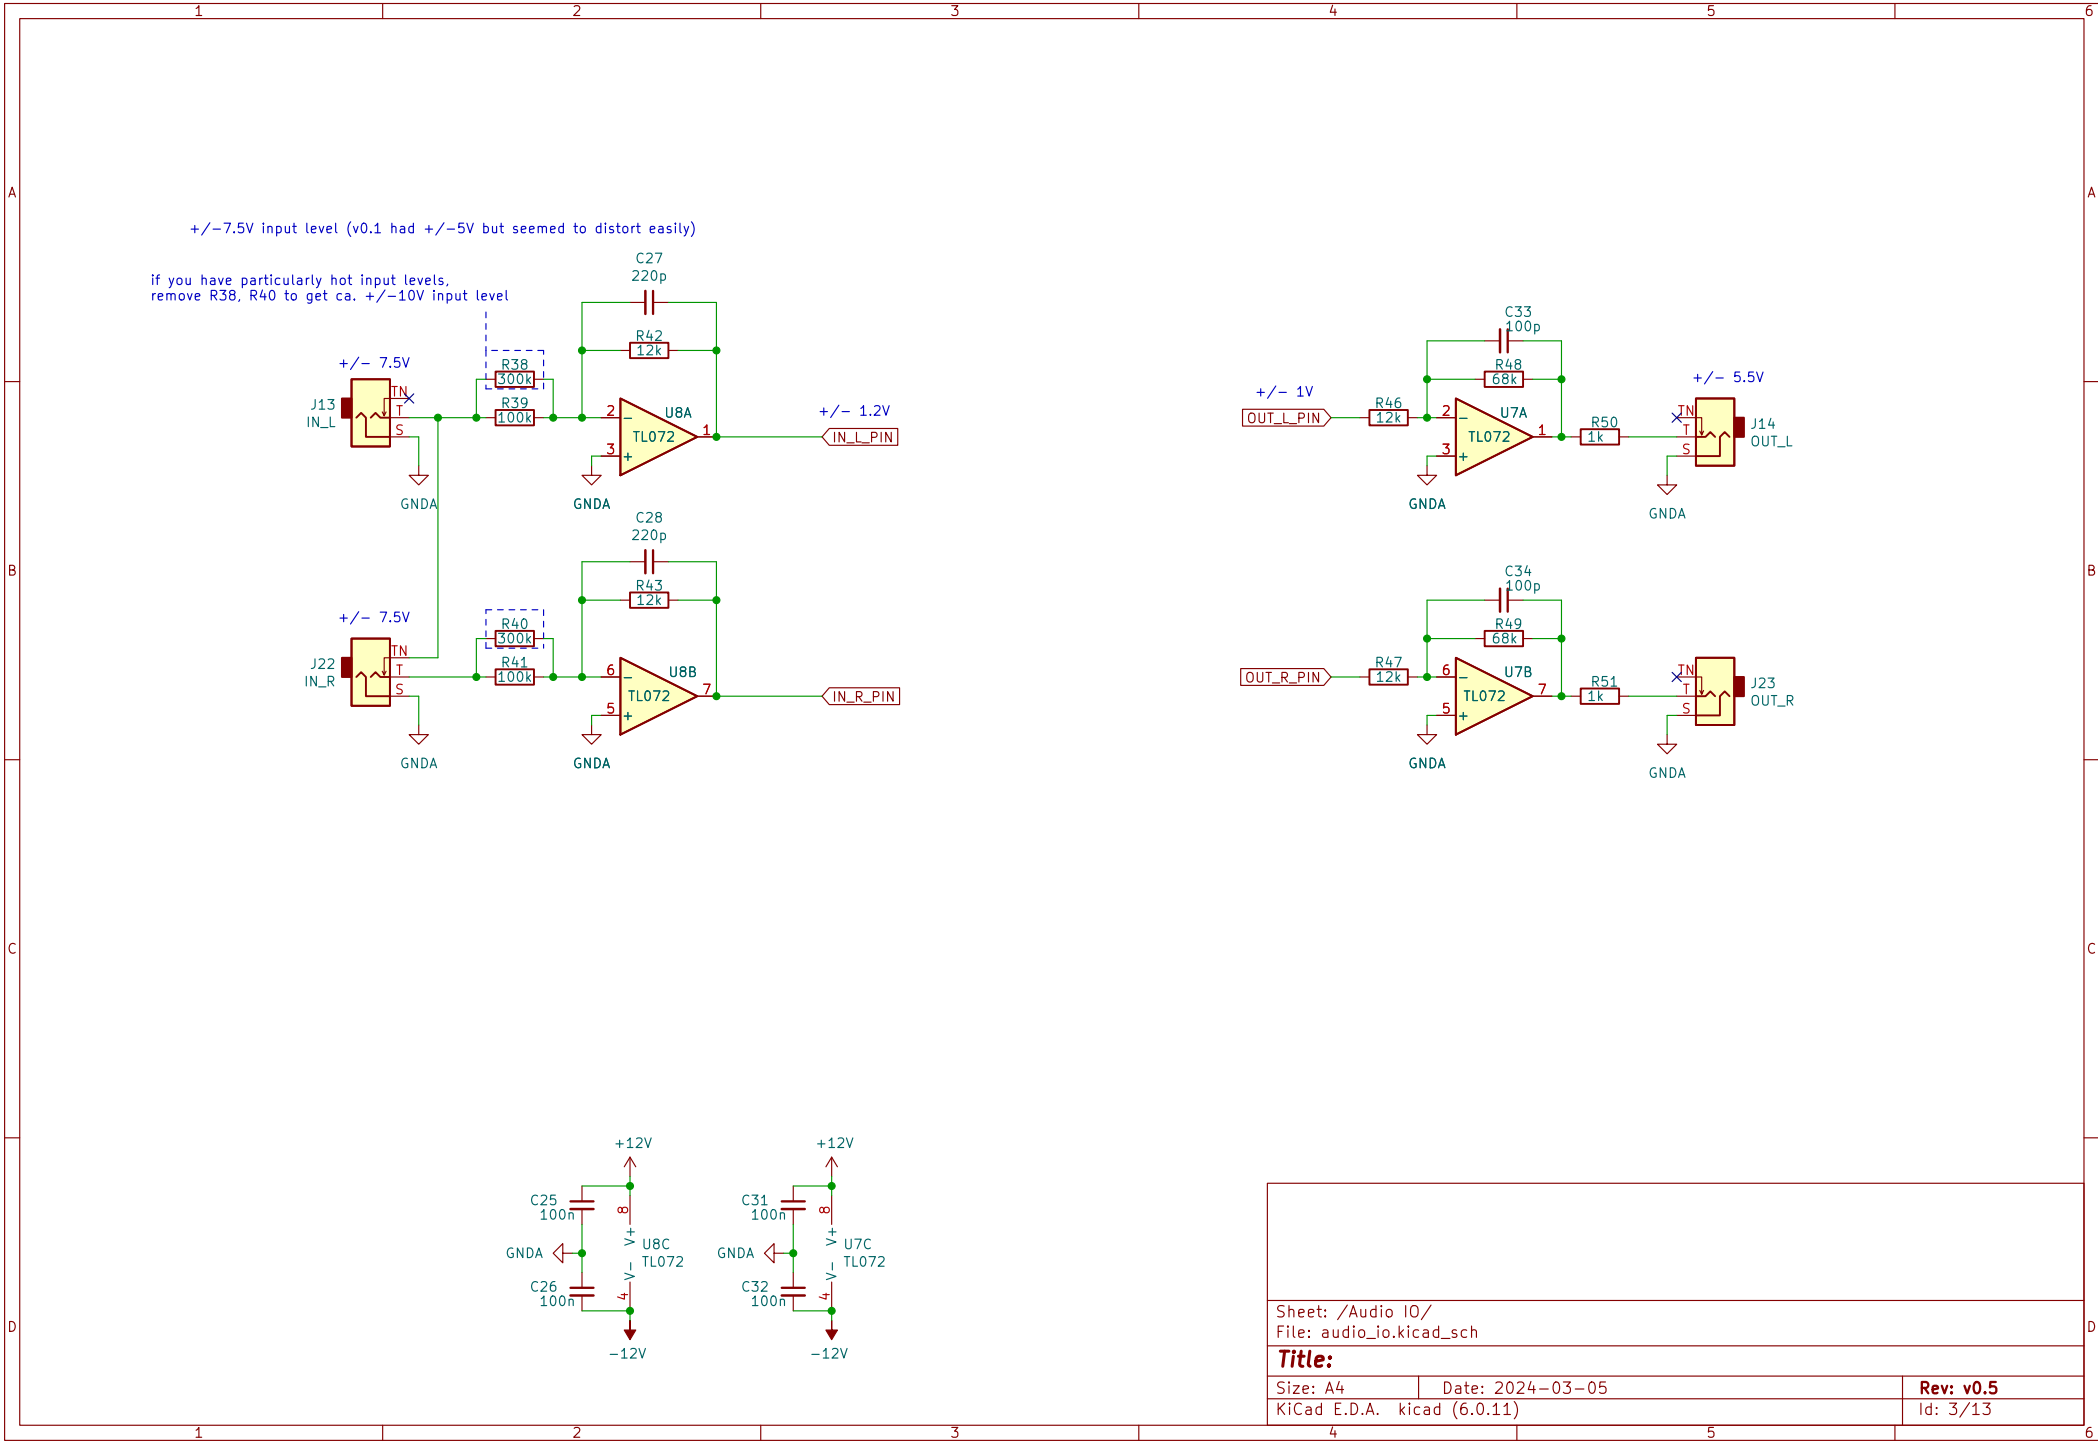 1 2 3 4 5 6
A A
+/-7.5V input level (v0.1 had +/-5V but seemed to distort easily)
if you have particularly hot input levels,
remove R38, R40 to get ca. +/-10V input level
C27
220p
R42
12k
+/- 7.5V
R38
300k
R39
100k
J13
IN_L
TN
T
S
GNDA
2
3
-
+
U8A
TL072
1
GNDA
+/- 1.2V
IN_L_PIN
C33
100p
R48
68k
+/- 1V
OUT_L_PIN
R46
12k
2
3
-
+
U7A
TL072
1
GNDA
R50
1k
+/- 5.5V
TN
T
S
J14
OUT_L
GNDA
B B
C28
220p
R43
12k
+/- 7.5V
R40
300k
R41
100k
J22
IN_R
TN
T
S
GNDA
6
5
-
+
U8B
TL072
7
GNDA
IN_R_PIN
C34
100p
R49
68k
OUT_R_PIN
R47
12k
6
5
-
+
U7B
TL072
7
GNDA
R51
1k
TN
T
S
J23
OUT_R
GNDA
C C
+12V
C25
100n
8
V+
GNDA
U8C
TL072
C26
100n
V-
4
-12V
+12V
C31
100n
8
V+
GNDA
U7C
TL072
C32
100n
V-
4
-12V
D D
Sheet: /Audio IO/
File: audio_io.kicad_sch
Title:
Size: A4 Date: 2024-03-05 Rev: v0.5
KiCad E.D.A. kicad (6.0.11) Id: 3/13
1 2 3 4 5 6